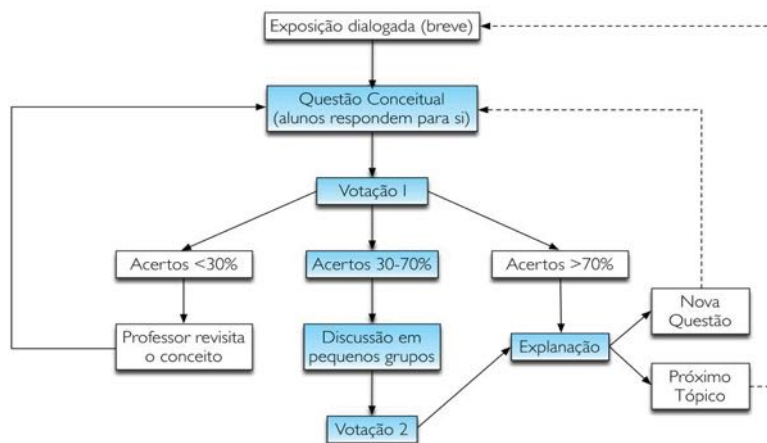 Exposição dialogada (breve)
Questão Conceitual
(alunos respondem para si)
Votação I
Acertos <30%
Acertos 30-70%
Acertos >70%
Professor revisita
o conceito
Discussão em
pequenos grupos
Explanação
Nova
Questão
Próximo
Tópico
Votação 2